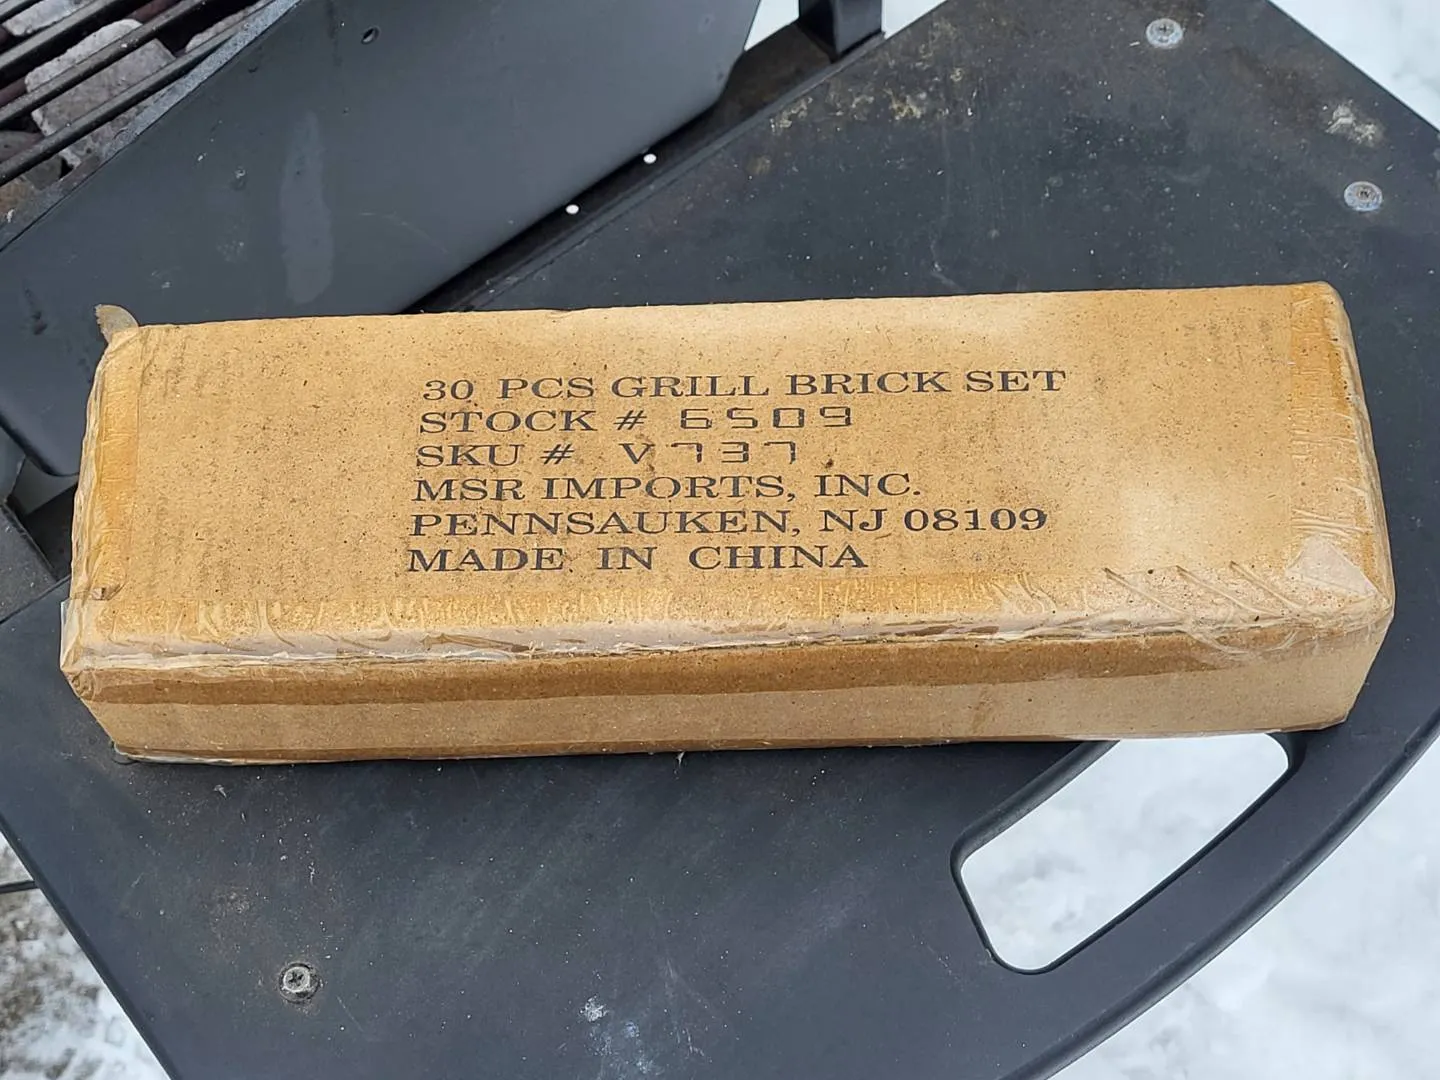 30 PCS GRILL BRICK SET
STOCK # 6509
SKU # V737
MSR IMPORTS, INC.
PENNSAUKEN, NJ 08109
MADE IN CHINA